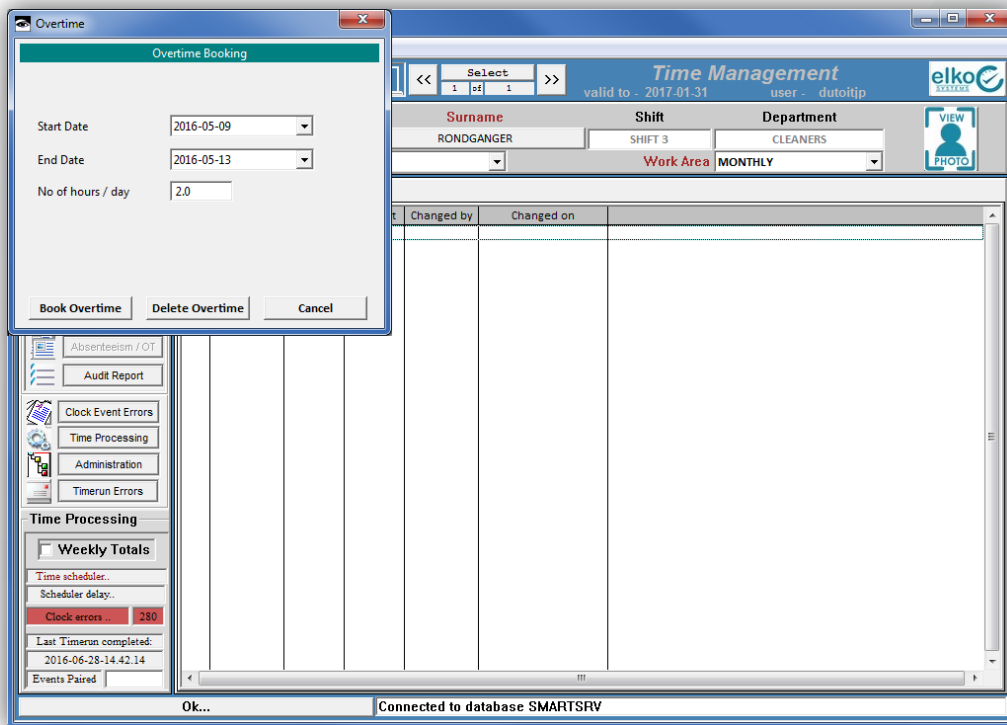 Overtime
Overtime Booking
Start Date 2016-05-09
End Date 2016-05-13
No of hours / day 2.0
Book Overtime Delete Overtime Cancel
<< Select >>
1 of 1
Time Management
valid to - 2017-01-31 user - dutoitjp
elko
SYSTEMS
Surname Shift Department
RONDGANGER SHIFT 3 CLEANERS
Work Area MONTHLY
VIEW
PHOTO
Changed by Changed on
Absenteeism / OT
Audit Report
Clock Event Errors
Time Processing
Administration
Timerun Errors
Time Processing
Weekly Totals
Time scheduler..
Scheduler delay..
Clock errors .. 280
Last Timerun completed:
2016-06-28-14.42.14
Events Paired
Ok... Connected to database SMARTSRV